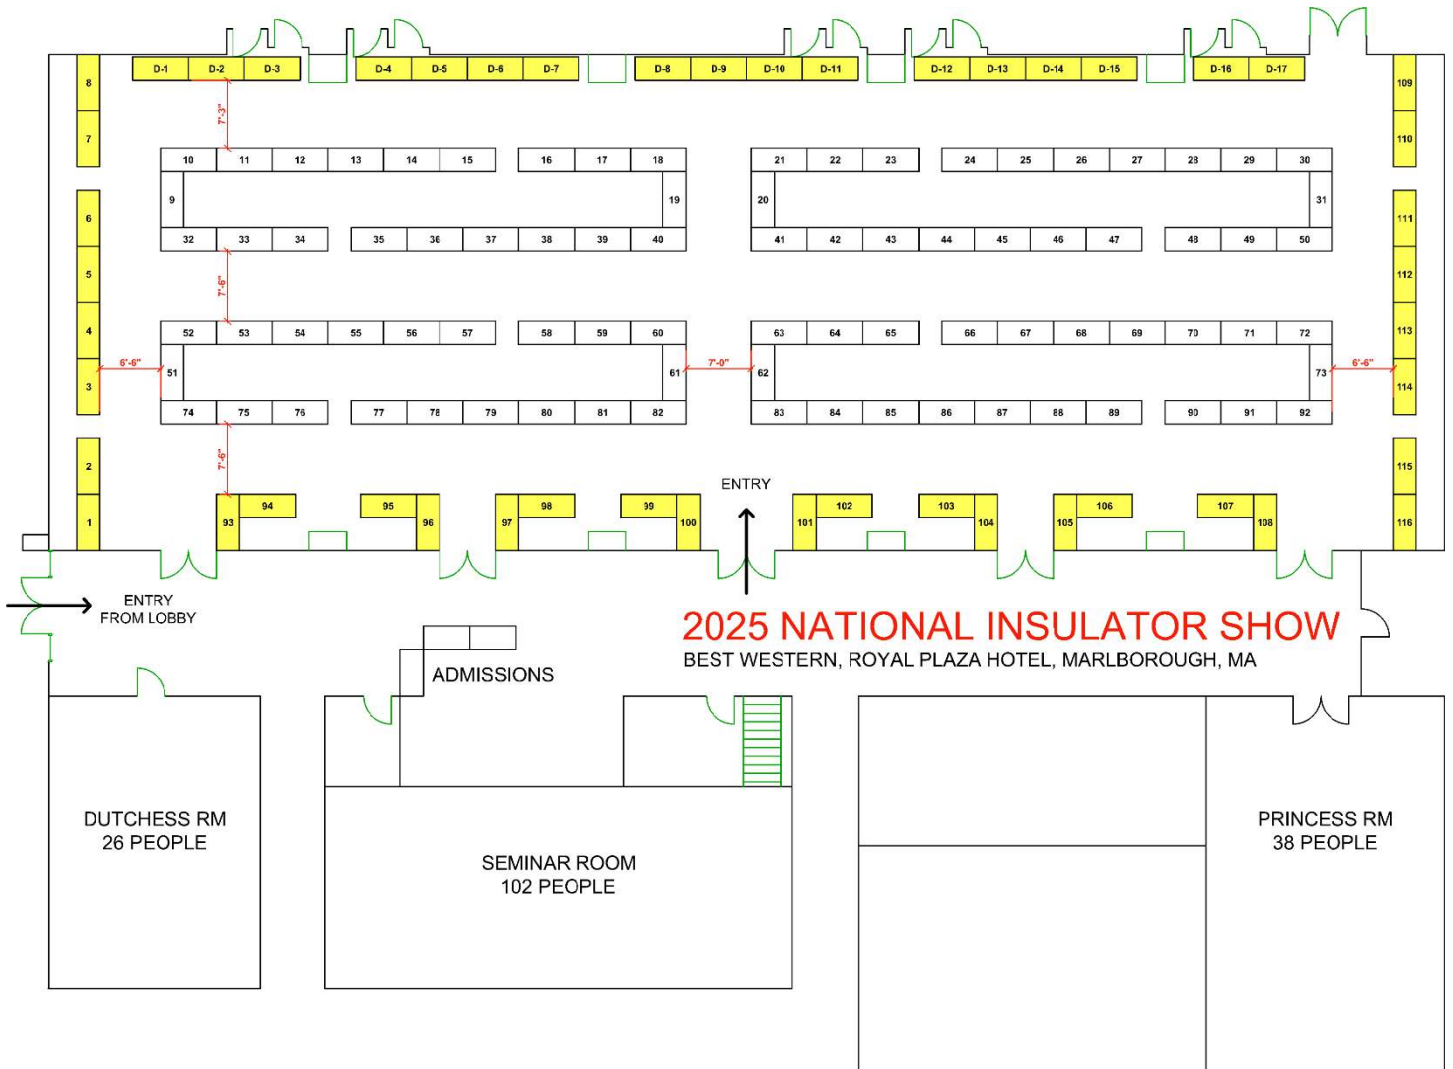 D-1 D-2 D-3 D-4 D-5 D-6 D-7 D-8 D-9 D-10 D-11 D-12 D-13 D-14 D-15 D-16 D-17
8 109
7'-3"
7 110
10 11 12 13 14 15 16 17 18 21 22 23 24 25 26 27 28 29 30
9 19 20 31
6 111
32 33 34 35 36 37 38 39 40 41 42 43 44 45 46 47 48 49 50
5 7'-6" 112
4 52 53 54 55 56 57 58 59 60 63 64 65 66 67 68 69 70 71 72 113
6'-6" 7'-0" 6'-6"
3 51 61 62 73 114
74 75 76 77 78 79 80 81 82 83 84 85 86 87 88 89 90 91 92
2 7'-6" 115
ENTRY
94 95 98 99 102 103 106 107
1 93 96 97 100 101 104 105 108 116
ENTRY
FROM LOBBY
2025 NATIONAL INSULATOR SHOW
BEST WESTERN, ROYAL PLAZA HOTEL, MARLBOROUGH, MA
ADMISSIONS
DUTCHESS RM
26 PEOPLE
SEMINAR ROOM
102 PEOPLE
PRINCESS RM
38 PEOPLE